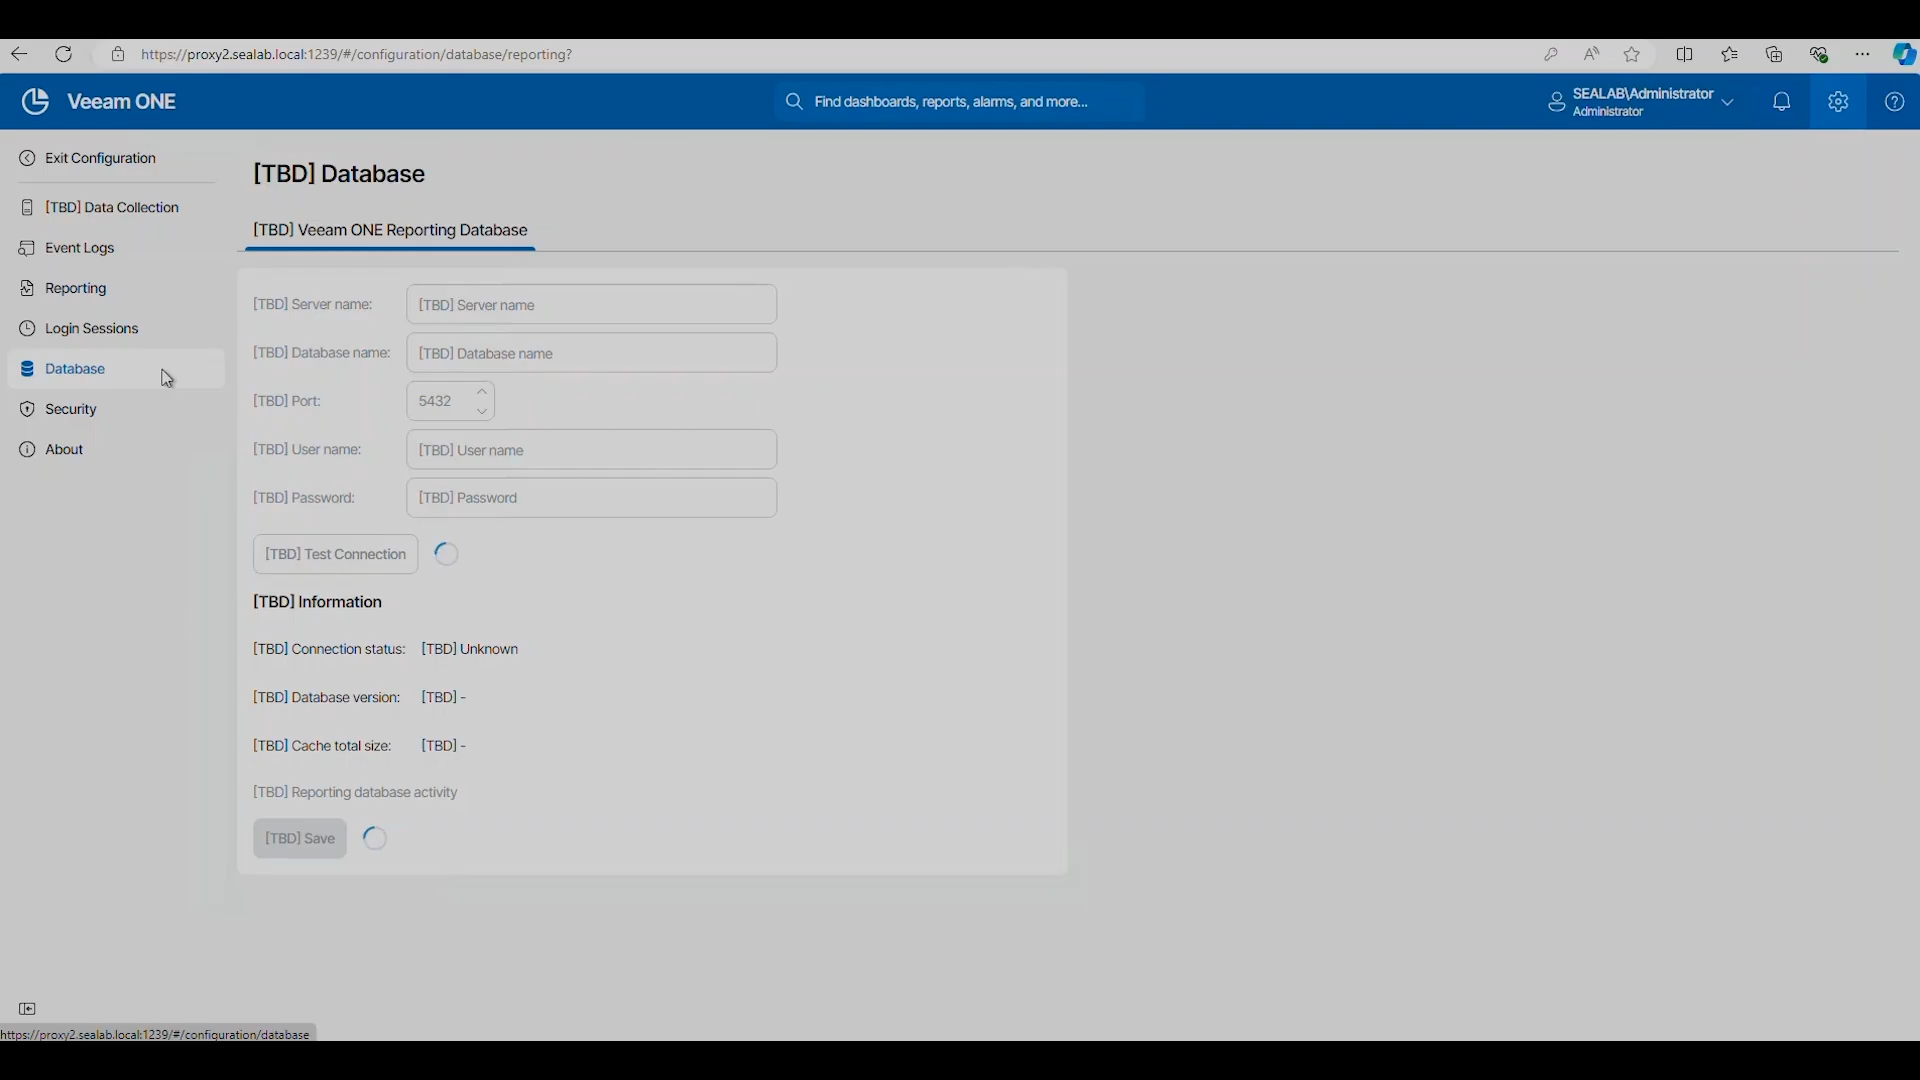 https://proxy2.sealab.local:1239/#/configuration/database/reporting?
Veeam ONE
Find dashboards, reports, alarms, and more...
SEALAB\Administrator
Administrator
Exit Configuration
[TBD] Data Collection
Event Logs
Reporting
Login Sessions
Database
Security
About
[TBD] Database
[TBD] Veeam ONE Reporting Database
[TBD] Server name: [TBD] Server name
[TBD] Database name: [TBD] Database name
[TBD] Port: 5432
[TBD] User name: [TBD] User name
[TBD] Password: [TBD] Password
[TBD] Test Connection
[TBD] Information
[TBD] Connection status: [TBD] Unknown
[TBD] Database version: [TBD] -
[TBD] Cache total size: [TBD] -
[TBD] Reporting database activity
[TBD] Save
https://proxy2.sealab.local:1239/#/configuration/database